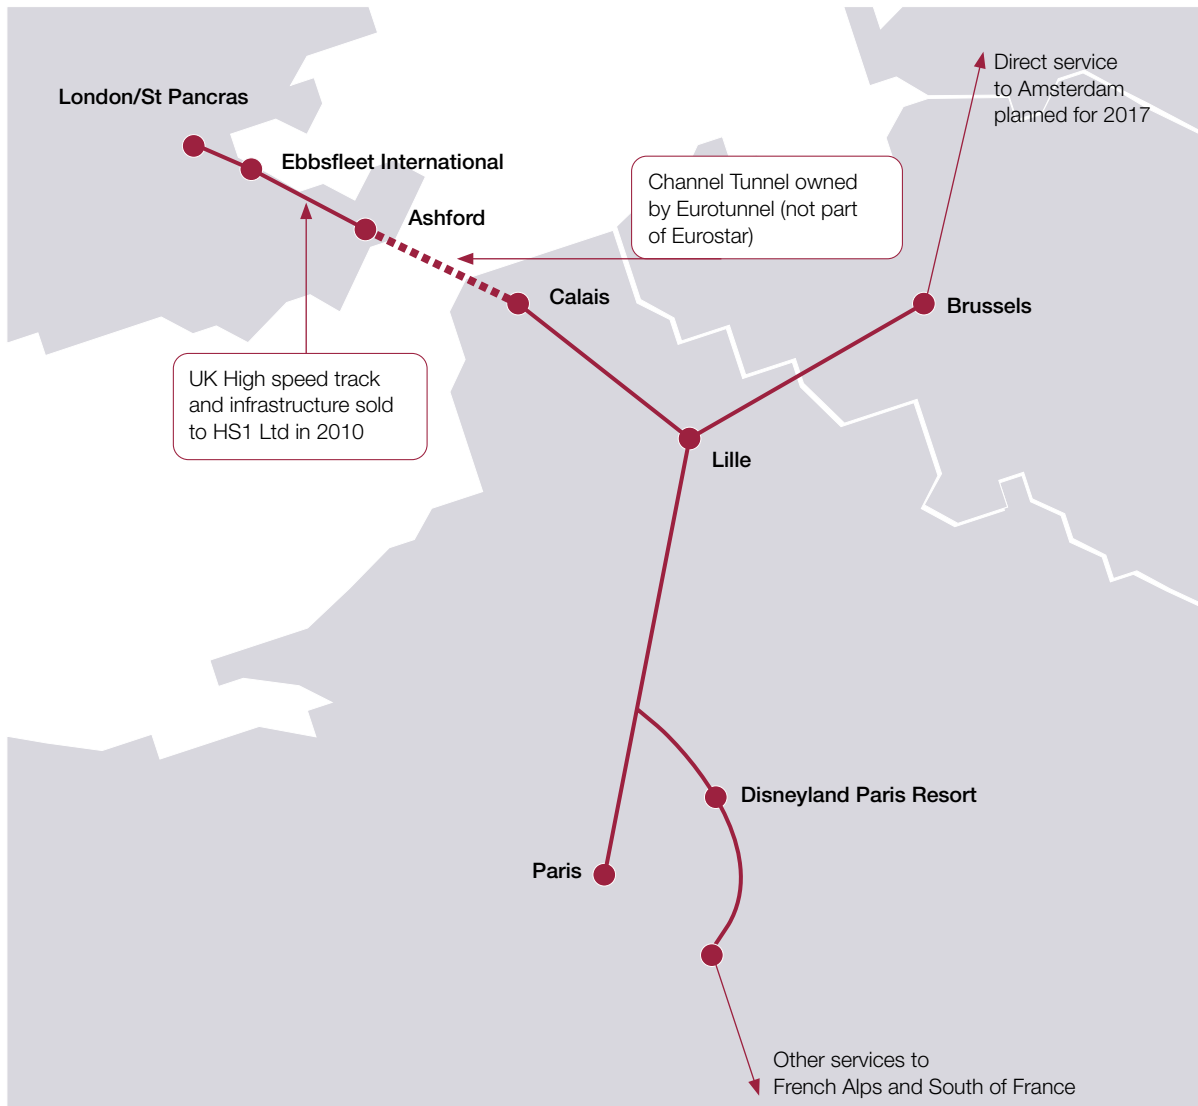 London/St Pancras
Direct service
to Amsterdam
planned for 2017
Ebbsfleet International
Channel Tunnel owned
by Eurotunnel (not part
of Eurostar)
Ashford
Calais
Brussels
UK High speed track
and infrastructure sold
to HS1 Ltd in 2010
Lille
Disneyland Paris Resort
Paris
Other services to
French Alps and South of France